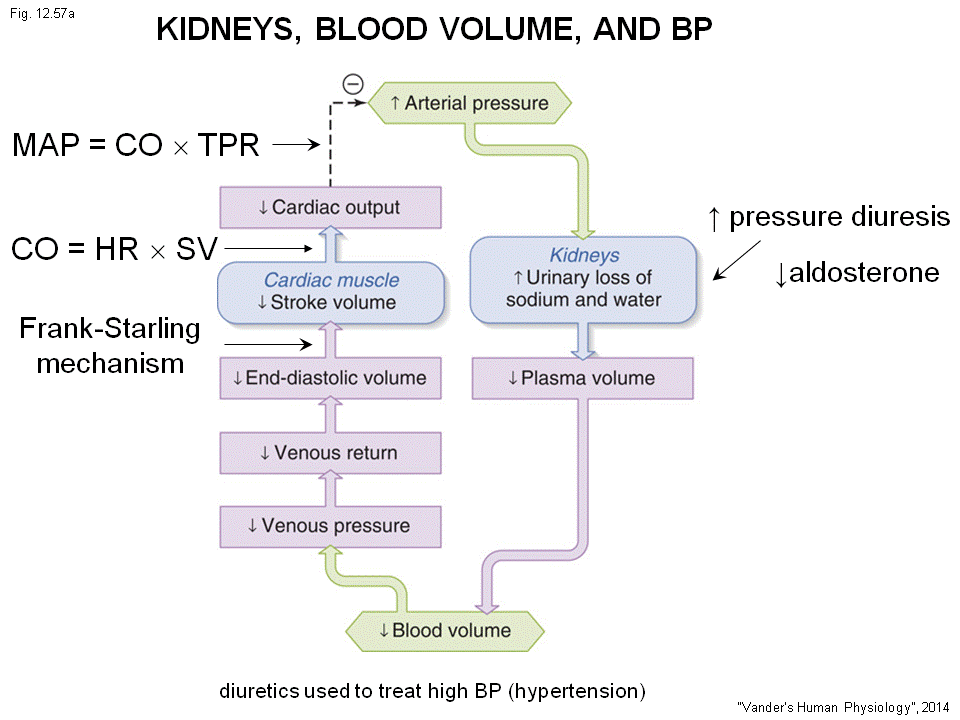 Fig. 12.57a
KIDNEYS, BLOOD VOLUME, AND BP
⊖
↑ Arterial pressure
MAP = CO × TPR
↓ Cardiac output
↑ pressure diuresis
CO = HR × SV
Cardiac muscle
↓ Stroke volume
Kidneys
↑ Urinary loss of
sodium and water
↓aldosterone
Frank-Starling
mechanism
↓ End-diastolic volume
↓ Plasma volume
↓ Venous return
↓ Venous pressure
↓ Blood volume
diuretics used to treat high BP (hypertension)
"Vander's Human Physiology", 2014